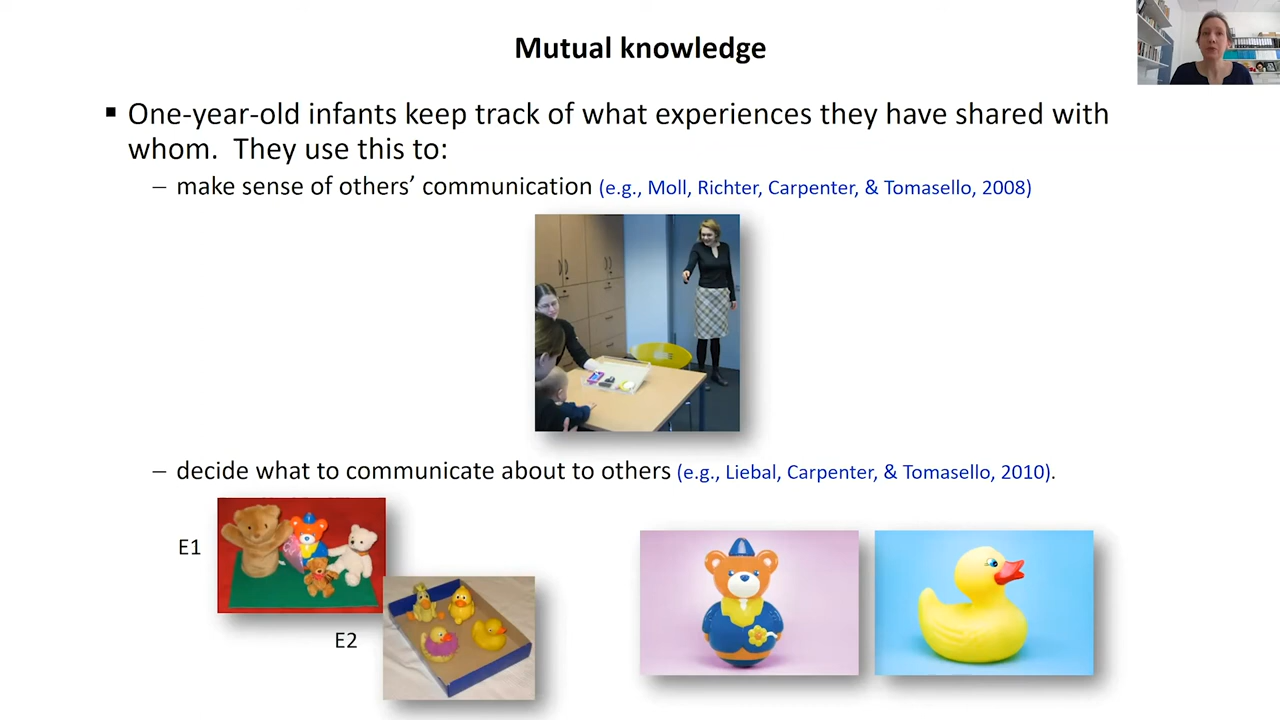 Mutual knowledge
▪ One-year-old infants keep track of what experiences they have shared with
whom. They use this to:
– make sense of others’ communication (e.g., Moll, Richter, Carpenter, & Tomasello, 2008)
– decide what to communicate about to others (e.g., Liebal, Carpenter, & Tomasello, 2010).
E1
E2